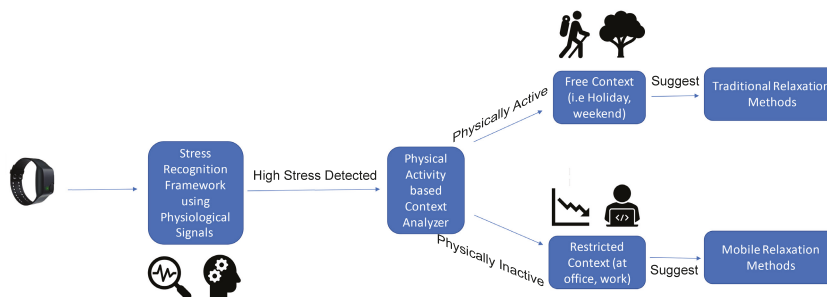 Stress
Recognition
Framework
using
Physiological
Signals
High Stress Detected
Physical
Activity
based
Context
Analyzer
Physically Active
Free Context
(i.e Holiday,
weekend)
Suggest
Traditional Relaxation
Methods
Physically Inactive
</>
Restricted
Context (at
office, work)
Suggest
Mobile Relaxation
Methods